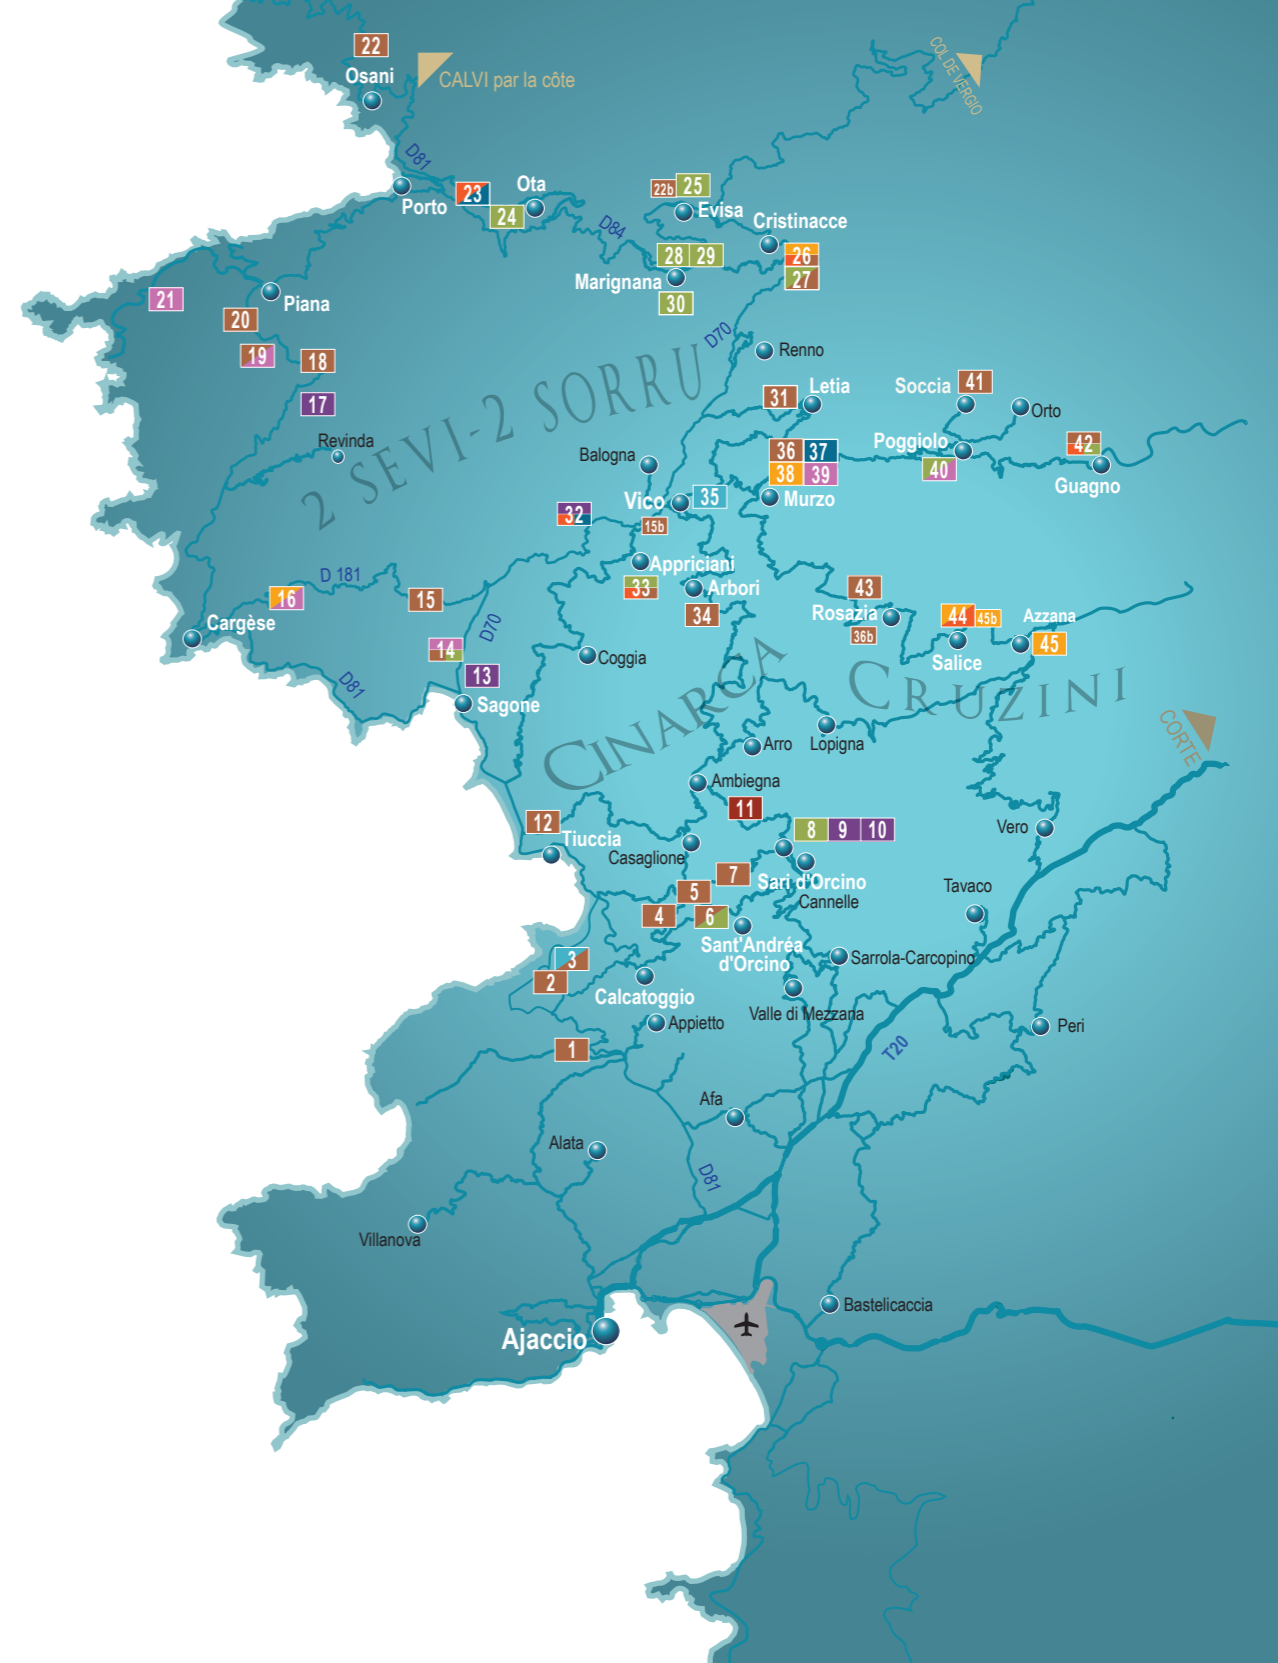 22
Osani
CALVI par la côte
COL DE VERGIO
D81
Porto
23
24
Ota
22b 25
Evisa
D84
Cristinacce
28 29
26
27
Marignana
30
21
Piana
20
19
18
17
D70
Renno
2 SEVI-2 SORRU
31
Letia
Soccia
41
Orto
Revinda
Balogna
36 37
38 39
Poggiolo
40
42
Guagno
Vico
35
Murzo
32
15b
Appriciani
33
Arbori
34
D 181
16
15
43
Rosazia
36b
44 45b
Salice
Azzana
45
Cargèse
D70
14
13
Sagone
D81
Coggia
CINARCA
CRUZINI
Lopigna
Arro
CORTE
Ambiegna
11
12
Tiuccia
Casaglione
8 9 10
Vero
7
Sari d'Orcino
Cannelle
Tavaco
5
4
6
Sant'Andréa
d'Orcino
Sarrola-Carcopino
3
2
Calcatoggio
Valle di Mezzana
Appietto
Peri
1
T20
Afa
Alata
D81
Villanova
Bastelicaccia
Ajaccio